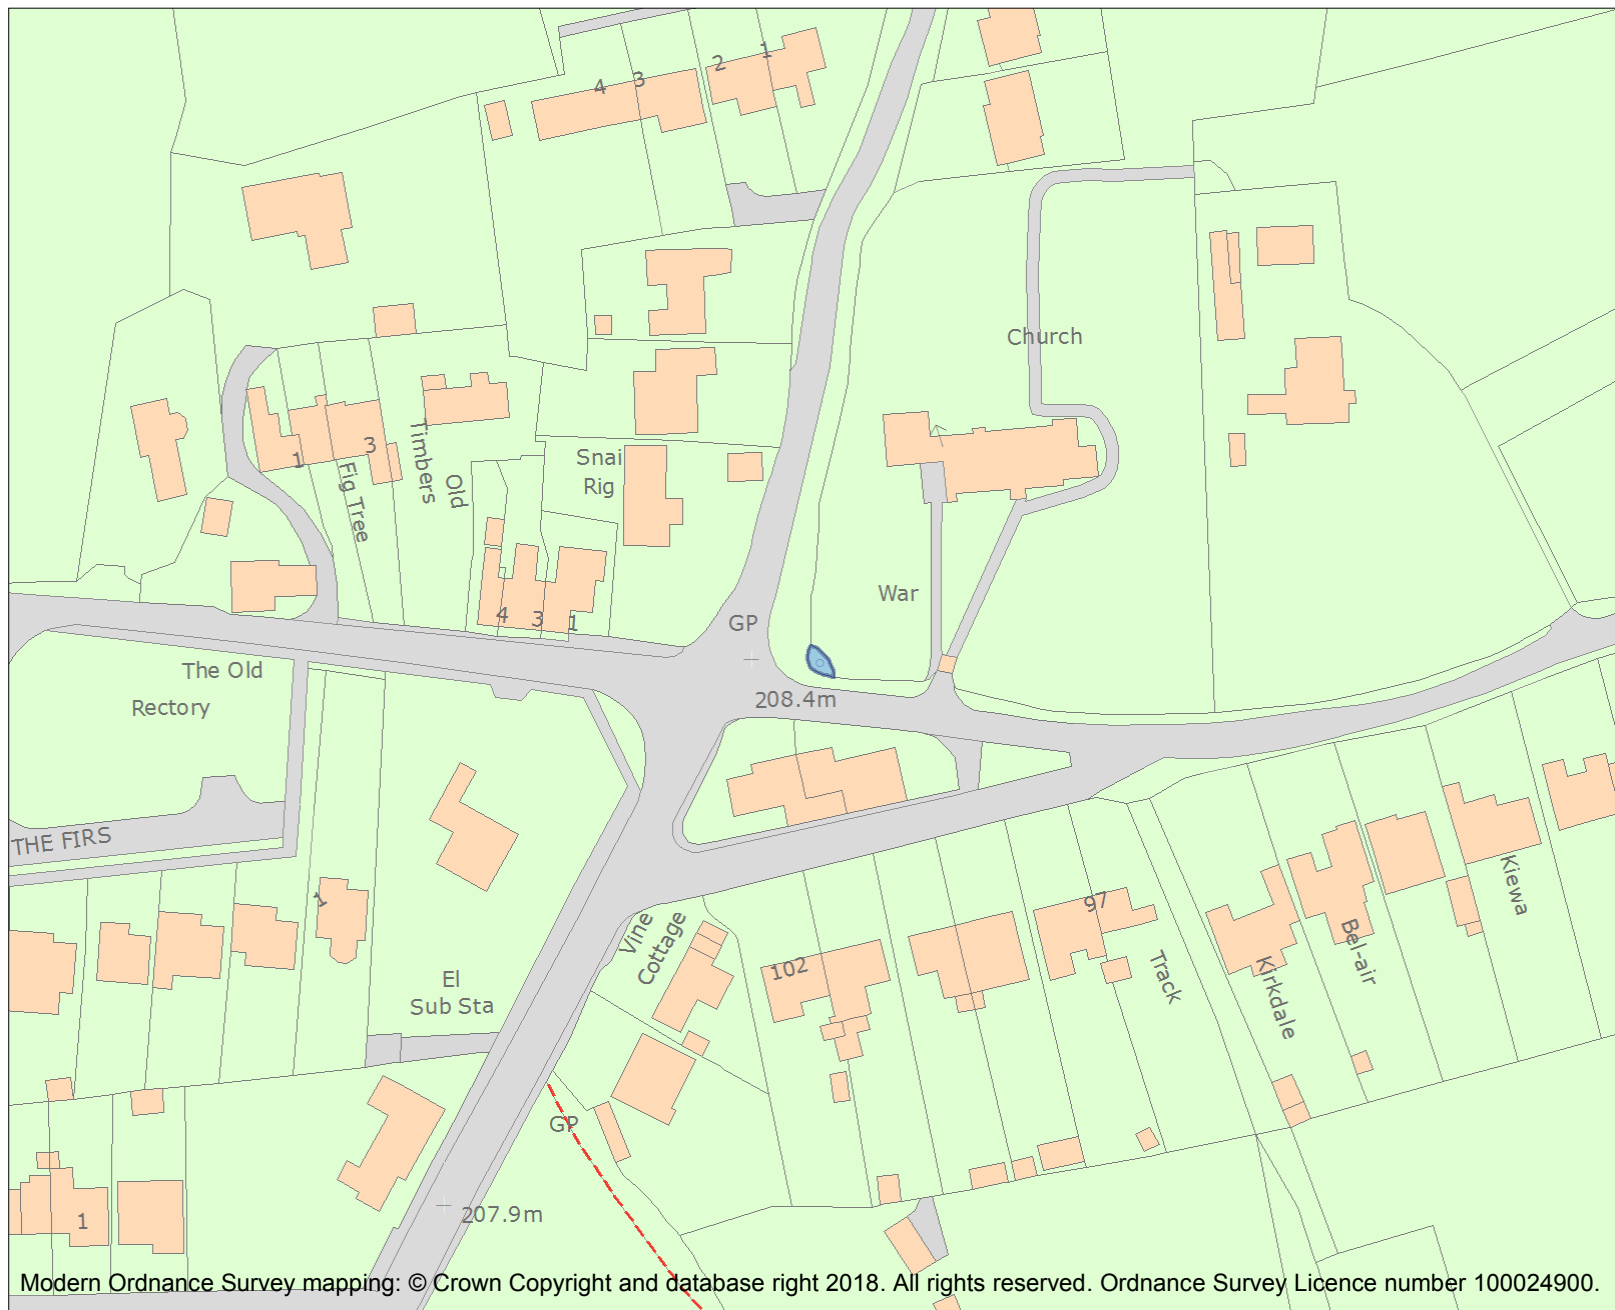 2
1
4
3
Church
1
3
Fig Tree
Timbers
Old
Snai
Rig
4
3
1
GP
War
The Old
Rectory
208.4m
THE FIRS
1
El
Sub Sta
Vine
Cottage
102
97
Track
Kirkdale
Bel-air
Kiewa
GP
1
207.9m
Modern Ordnance Survey mapping: © Crown Copyright and database right 2018. All rights reserved. Ordnance Survey Licence number 100024900.